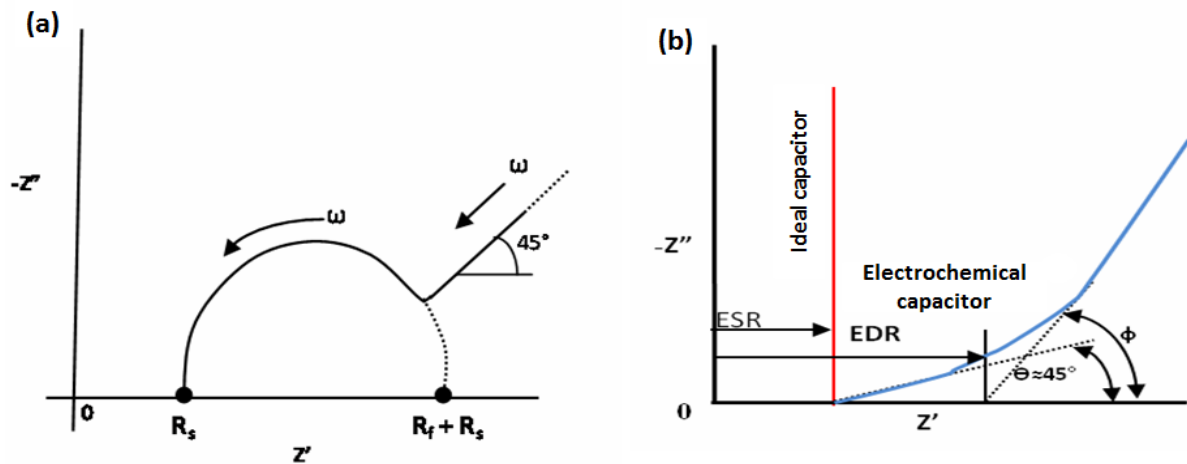 (a)
-Z″
ω
ω
45°
0
Rs
Rf + Rs
Z′
(b)
-Z″
Ideal capacitor
Electrochemical
capacitor
ESR
EDR
Θ≈45°
ϕ
0
Z′